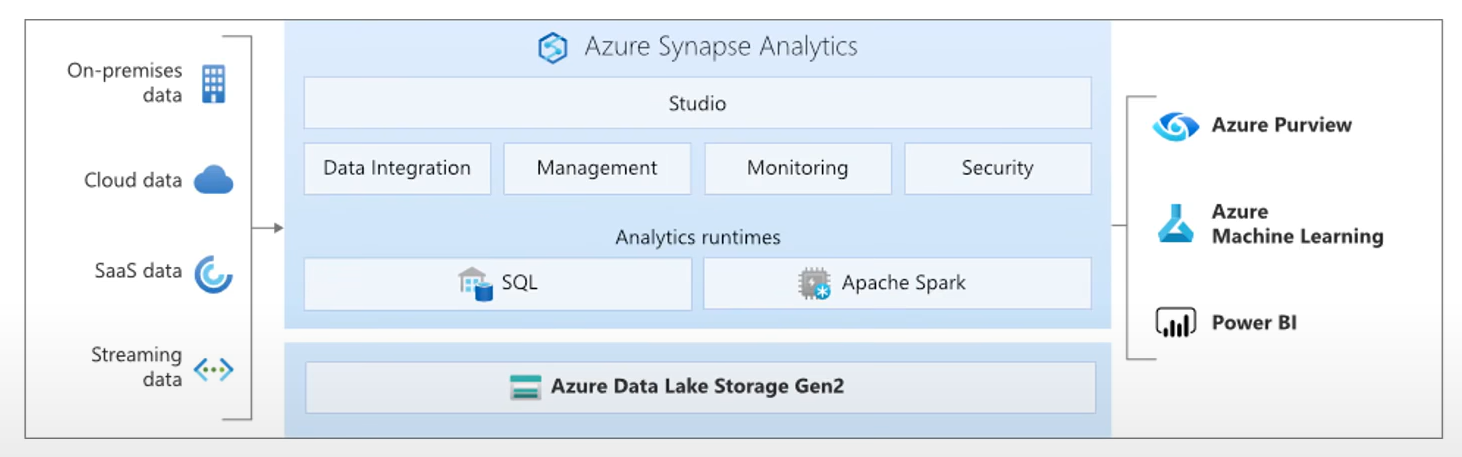 On-premises
data
Cloud data
SaaS data
Streaming
data
Azure Synapse Analytics
Studio
Data Integration
Management
Monitoring
Security
Analytics runtimes
SQL
Apache Spark
Azure Data Lake Storage Gen2
Azure Purview
Azure
Machine Learning
Power BI